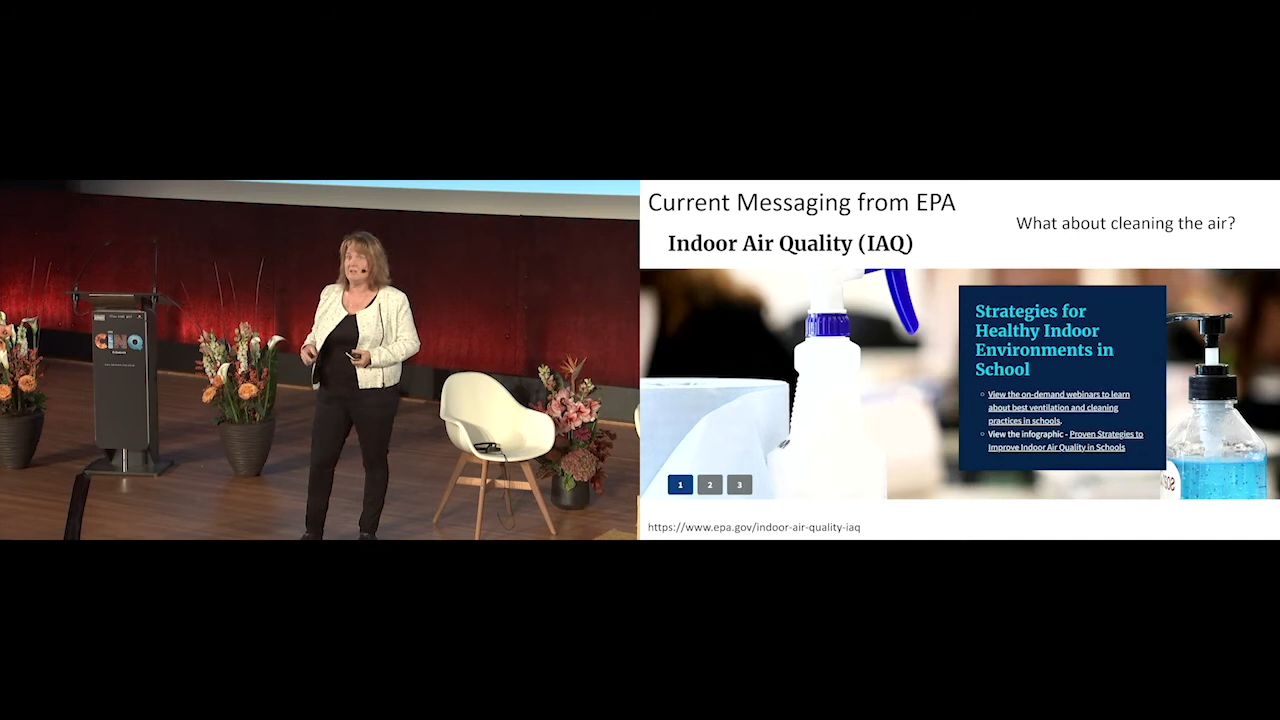 CINQ
Current Messaging from EPA
What about cleaning the air?
Indoor Air Quality (IAQ)
Strategies for
Healthy Indoor
Environments in
School
View the on-demand webinars to learn
about best ventilation and cleaning
practices in schools.
View the infographic - Proven Strategies to
Improve Indoor Air Quality in Schools
1 2 3
https://www.epa.gov/indoor-air-quality-iaq